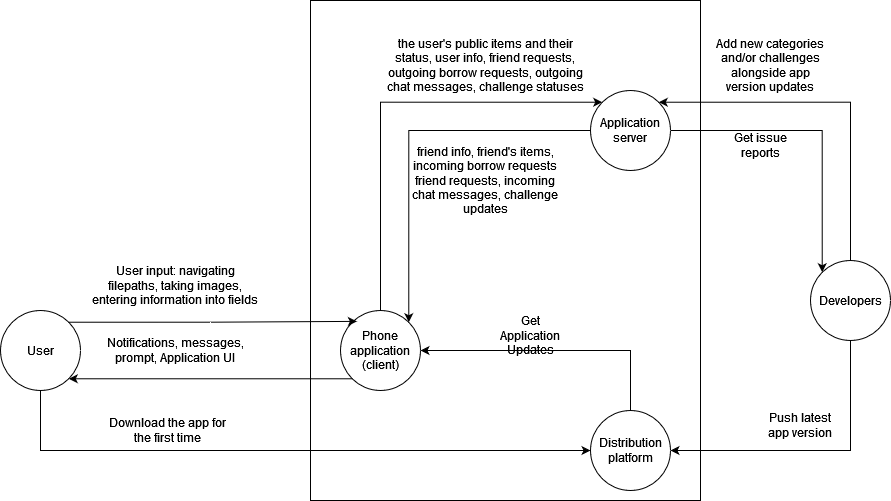 the user's public items and their
status, user info, friend requests,
outgoing borrow requests, outgoing
chat messages, challenge statuses
Add new categories
and/or challenges
alongside app
version updates
Application
server
Get issue
reports
friend info, friend's items,
incoming borrow requests
friend requests, incoming
chat messages, challenge
updates
User input: navigating
filepaths, taking images,
entering information into fields
Developers
User
Notifications, messages,
prompt, Application UI
Phone
application
(client)
Get
Application
Updates
Download the app for
the first time
Distribution
platform
Push latest
app version